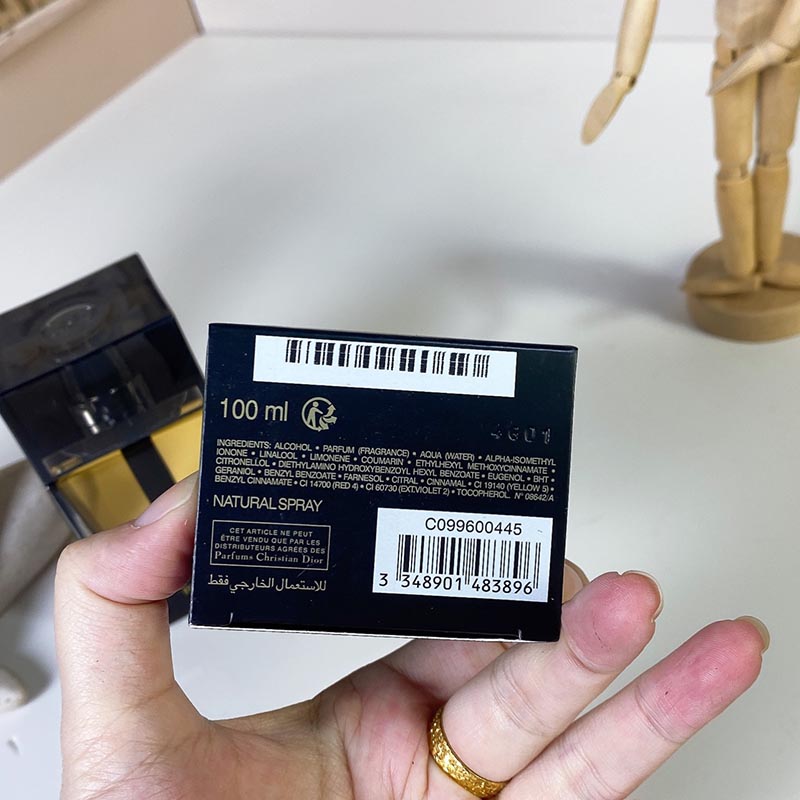 100 ml
INGREDIENTS: ALCOHOL • PARFUM (FRAGRANCE) • AQUA (WATER) • ALPHA-ISOMETHYL
IONONE • LINALOOL • LIMONENE • COUMARIN • ETHYLHEXYL METHOXYCINNAMATE •
CITRONELLOL • DIETHYLAMINO HYDROXYBENZOYL HEXYL BENZOATE • EUGENOL • BHT •
GERANIOL • BENZYL BENZOATE • FARNESOL • CITRAL • CINNAMAL • CI 19140 (YELLOW 5) •
BENZYL CINNAMATE • CI 14700 (RED 4) • CI 60730 (EXT.VIOLET 2) • TOCOPHEROL. N° 08642/A
NATURAL SPRAY
CET ARTICLE NE PEUT
ÊTRE VENDU QUE PAR LES
DISTRIBUTEURS AGRÉÉS DES
Parfums Christian Dior
للاستعمال الخارجي فقط
C099600445
3 348901 483896